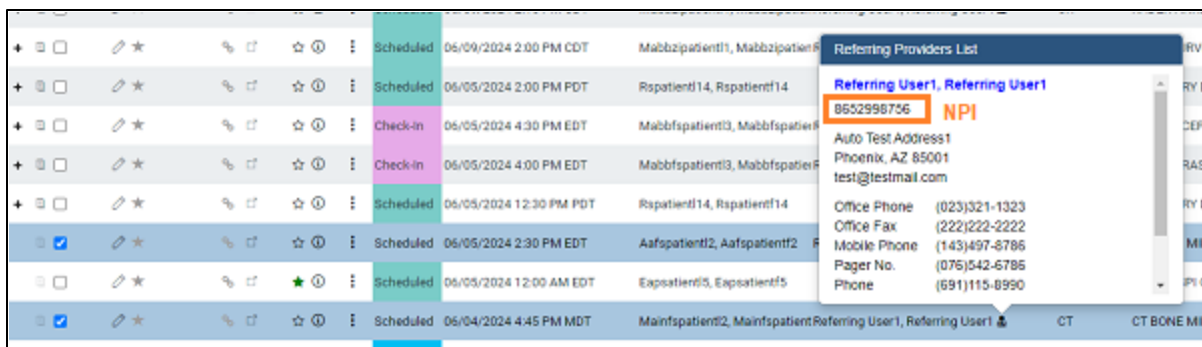 Scheduled 06/09/2024 2:00 PM CDT Mabbzipatientl1, Mabbzipatien
Scheduled 06/05/2024 2:00 PM PDT Rspatientl14, Rspatientf14
Check-In 06/05/2024 4:30 PM EDT Mabbfspatientl3, Mabbfspatien
Check-In 06/05/2024 4:00 PM EDT Mabbfspatientl3, Mabbfspatien
Scheduled 06/05/2024 12:30 PM PDT Rspatientl14, Rspatientf14
Scheduled 06/05/2024 2:30 PM EDT Aafspatientl2, Aafspatientf2
Scheduled 06/05/2024 12:00 AM EDT Eapspatientl5, Eapspatientf5
Scheduled 06/04/2024 4:45 PM MDT Mainfspatientl2, Mainfspatient Referring User1, Referring User1 CT CT BONE MI
Referring Providers List
Referring User1, Referring User1
8652998756 NPI
Auto Test Address1
Phoenix, AZ 85001
test@testmail.com
Office Phone (023)321-1323
Office Fax (222)222-2222
Mobile Phone (143)497-8786
Pager No. (076)542-6786
Phone (691)115-8990